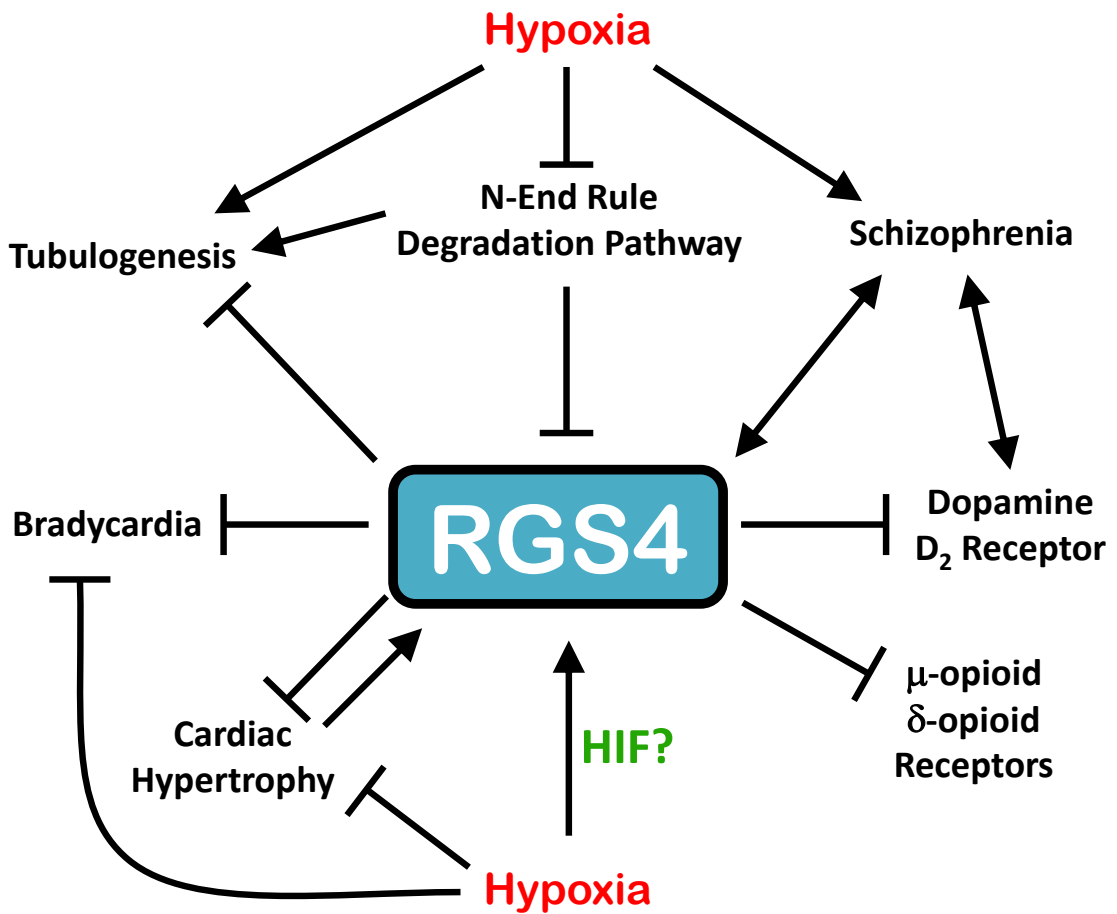 Hypoxia
N-End Rule
Degradation Pathway
Tubulogenesis
Schizophrenia
Bradycardia
RGS4
Dopamine
D₂ Receptor
μ-opioid
δ-opioid
Receptors
Cardiac
Hypertrophy
HIF?
Hypoxia